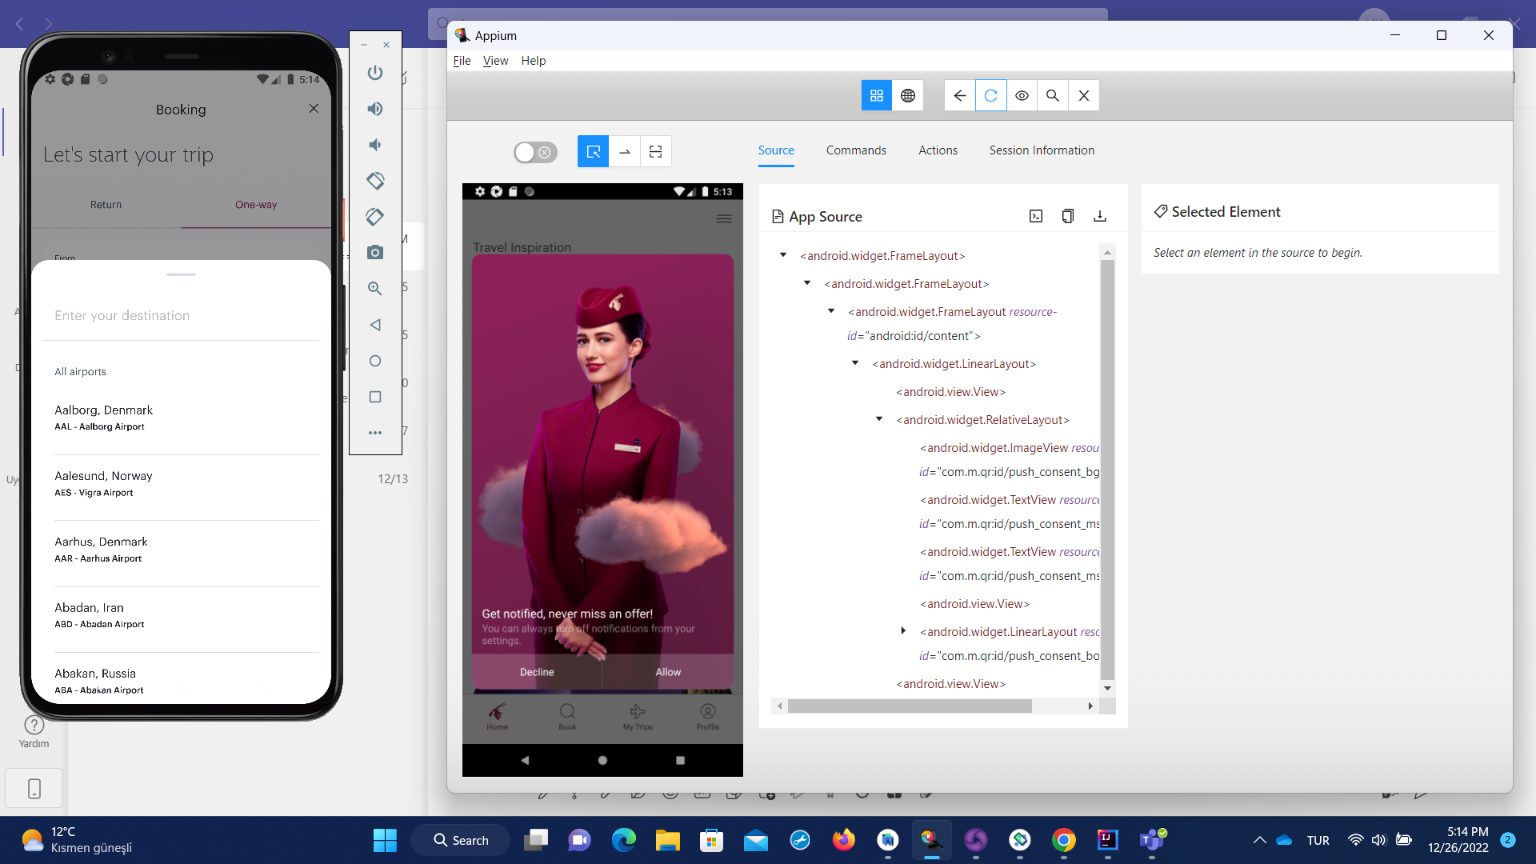 5:14
Booking
Let's start your trip
Return
One-way
From
Enter your destination
All airports
Aalborg, Denmark
AAL - Aalborg Airport
Aalesund, Norway
AES - Vigra Airport
Aarhus, Denmark
AAR - Aarhus Airport
Abadan, Iran
ABD - Abadan Airport
Abakan, Russia
ABA - Abakan Airport
12/13
Yardım
Appium
File View Help
Source
Commands
Actions
Session Information
5:13
Travel Inspiration
Get notified, never miss an offer!
You can always turn off notifications from your
settings.
Decline
Allow
Home
Book
My Trips
Profile
App Source
<android.widget.FrameLayout>
<android.widget.FrameLayout>
<android.widget.FrameLayout resource-
id="android:id/content">
<android.widget.LinearLayout>
<android.view.View>
<android.widget.RelativeLayout>
<android.widget.ImageView resou
id="com.m.qr:id/push_consent_bg
<android.widget.TextView resource
id="com.m.qr:id/push_consent_ms
<android.widget.TextView resource
id="com.m.qr:id/push_consent_ms
<android.view.View>
<android.widget.LinearLayout resc
id="com.m.qr:id/push_consent_bo
<android.view.View>
Selected Element
Select an element in the source to begin.
12°C
Kısmen güneşli
Search
TUR
5:14 PM
12/26/2022
2